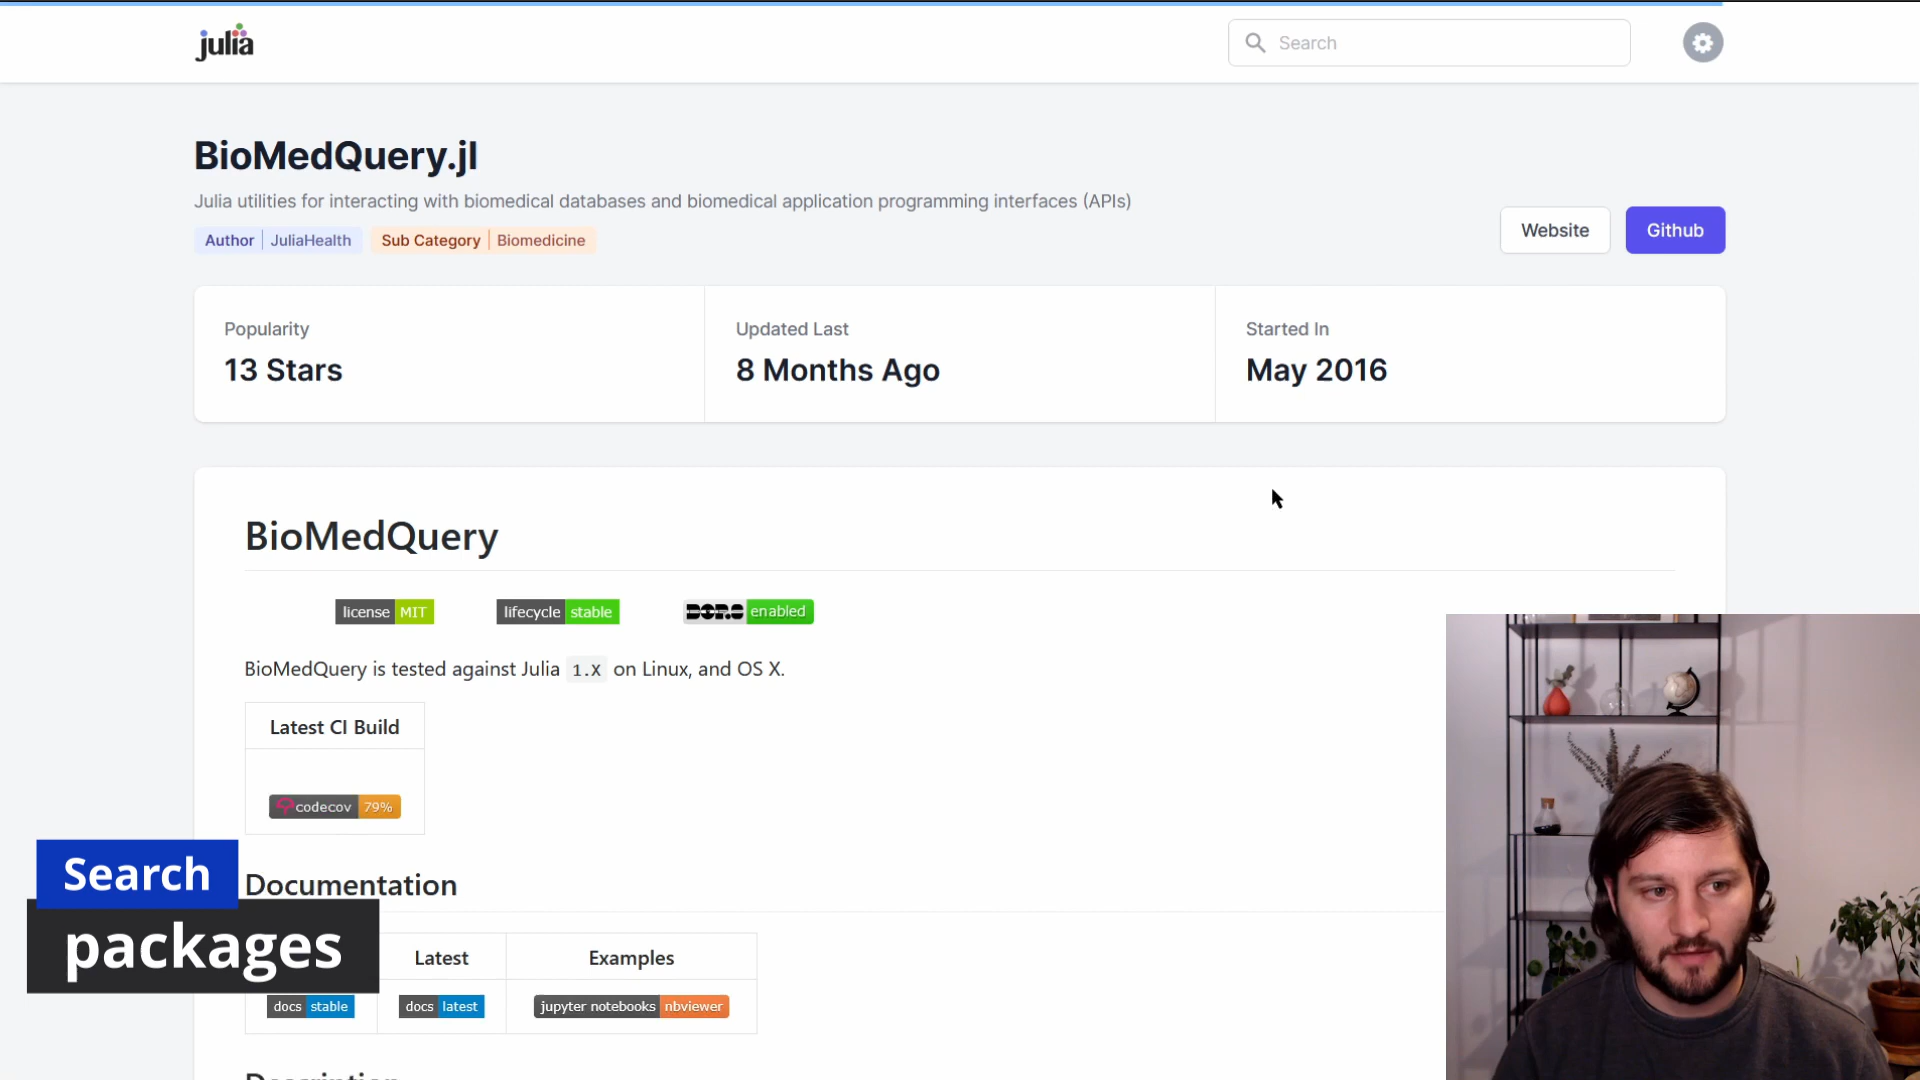 julia
Search
BioMedQuery.jl
Julia utilities for interacting with biomedical databases and biomedical application programming interfaces (APIs)
Author JuliaHealth Sub Category Biomedicine
Website Github
Popularity
13 Stars
Updated Last
8 Months Ago
Started In
May 2016
BioMedQuery
license MIT lifecycle stable DOR.S enabled
BioMedQuery is tested against Julia 1.X on Linux, and OS X.
Latest CI Build
codecov 79%
Search
packages
Documentation
Latest Examples
docs stable docs latest jupyter notebooks nbviewer
Description